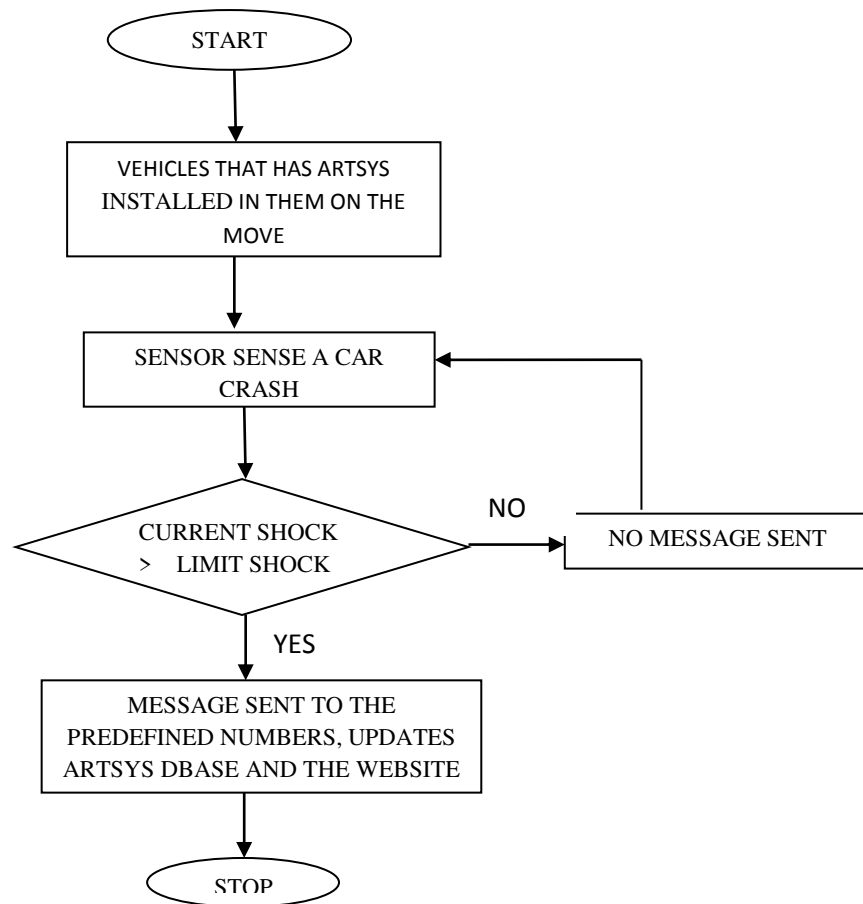 START
VEHICLES THAT HAS ARTSYS
INSTALLED IN THEM ON THE
MOVE
SENSOR SENSE A CAR
CRASH
CURRENT SHOCK
> LIMIT SHOCK
NO
NO MESSAGE SENT
YES
MESSAGE SENT TO THE
PREDEFINED NUMBERS, UPDATES
ARTSYS DBASE AND THE WEBSITE
STOP